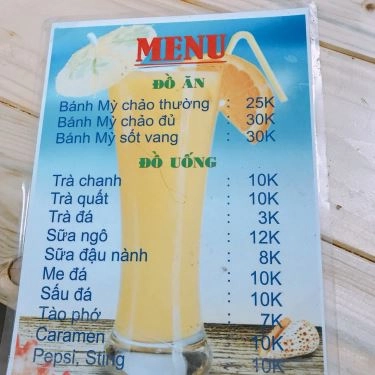 MENU
ĐỒ ĂN
Bánh Mỳ chảo thường : 25K
Bánh Mỳ chảo đủ : 30K
Bánh Mỳ sốt vang : 30K
ĐỒ UỐNG
Trà chanh : 10K
Trà quất : 10K
Trà đá : 3K
Sữa ngô : 12K
Sữa đậu nành : 8K
Me đá : 10K
Sấu đá : 10K
Tào phớ : 7K
Caramen : 10K
Pepsi, Sting : 10K